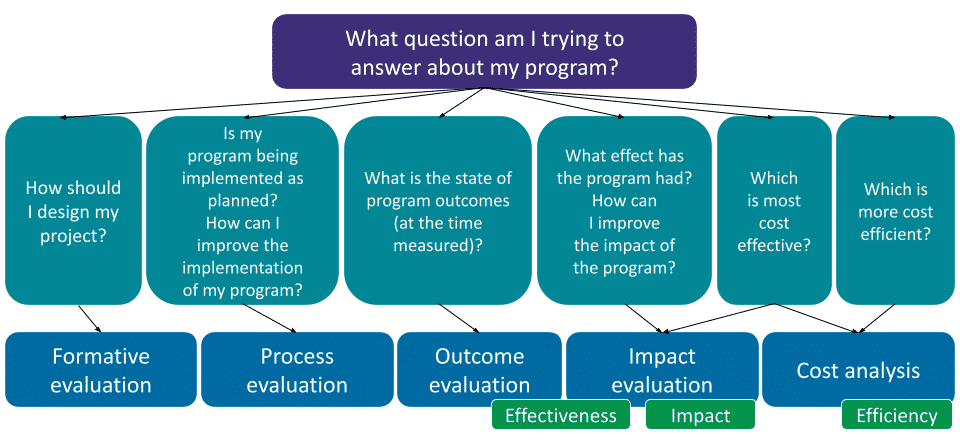 What question am I trying to
answer about my program?
How should
I design my
project?
Is my
program being
implemented as
planned?
How can I
improve the
implementation
of my program?
What is the state of
program outcomes
(at the time
measured)?
What effect has
the program had?
How can
I improve
the impact of
the program?
Which
is most
cost
effective?
Which is
more cost
efficient?
Formative
evaluation
Process
evaluation
Outcome
evaluation
Impact
evaluation
Cost analysis
Effectiveness
Impact
Efficiency